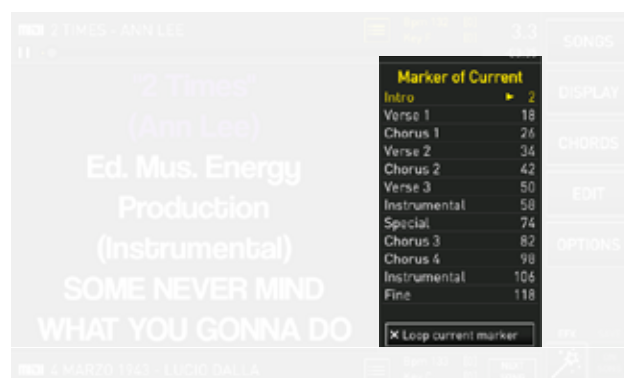 2 TIMES - ANN LEE
3.3
SONGS
2 Times
(Ann Lee)
Ed. Mus. Energy
Production
(Instrumental)
SOME NEVER MIND
WHAT YOU GONNA DO
Marker of Current
Intro ► 2
Verse 1 18
Chorus 1 26
Verse 2 34
Chorus 2 42
Verse 3 50
Instrumental 58
Special 74
Chorus 3 82
Chorus 4 98
Instrumental 106
Fine 118
× Loop current marker
DISPLAY
CHORDS
EDIT
OPTIONS
4 MARZO 1943 - LUCIO DALLA